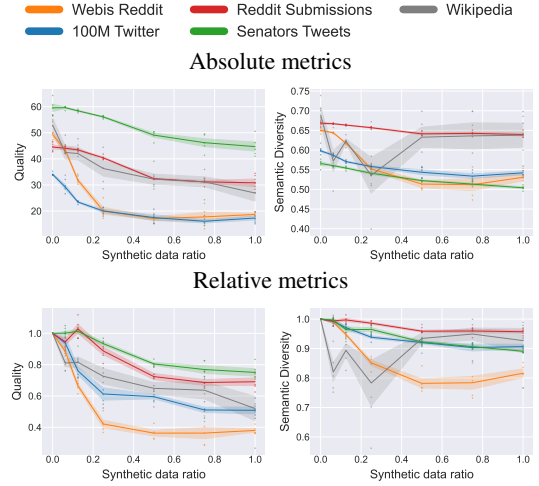 Webis Reddit Reddit Submissions Wikipedia
100M Twitter Senators Tweets
Absolute metrics
Quality
60
50
40
30
20
0.0 0.2 0.4 0.6 0.8 1.0
Synthetic data ratio
Semantic Diversity
0.75
0.70
0.65
0.60
0.55
0.50
0.45
0.40
0.0 0.2 0.4 0.6 0.8 1.0
Synthetic data ratio
Relative metrics
Quality
1.0
0.8
0.6
0.4
0.0 0.2 0.4 0.6 0.8 1.0
Synthetic data ratio
Semantic Diversity
1.0
0.9
0.8
0.7
0.6
0.0 0.2 0.4 0.6 0.8 1.0
Synthetic data ratio